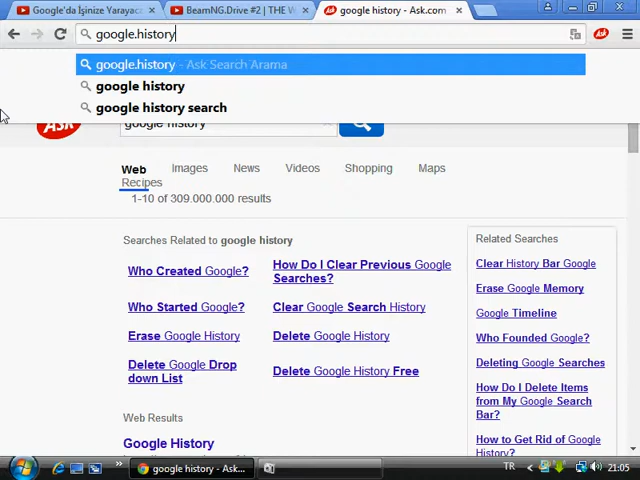 Google'da İşinize Yarayaca
BeamNG.Drive #2 | THE W
google history - Ask.com
google.history
google.history - Ask Search Arama
google history
google history search
Ask
google history
Web
Images
News
Videos
Shopping
Maps
Recipes
1-10 of 309.000.000 results
Searches Related to google history
Who Created Google?
How Do I Clear Previous Google
Searches?
Who Started Google?
Clear Google Search History
Erase Google History
Delete Google History
Delete Google Drop
down List
Delete Google History Free
Web Results
Google History
Related Searches
Clear History Bar Google
Erase Google Memory
Google Timeline
Who Founded Google?
Deleting Google Searches
How Do I Delete Items
from My Google Search
Bar?
How to Get Rid of Google
History?
google history - Ask...
TR
21:05